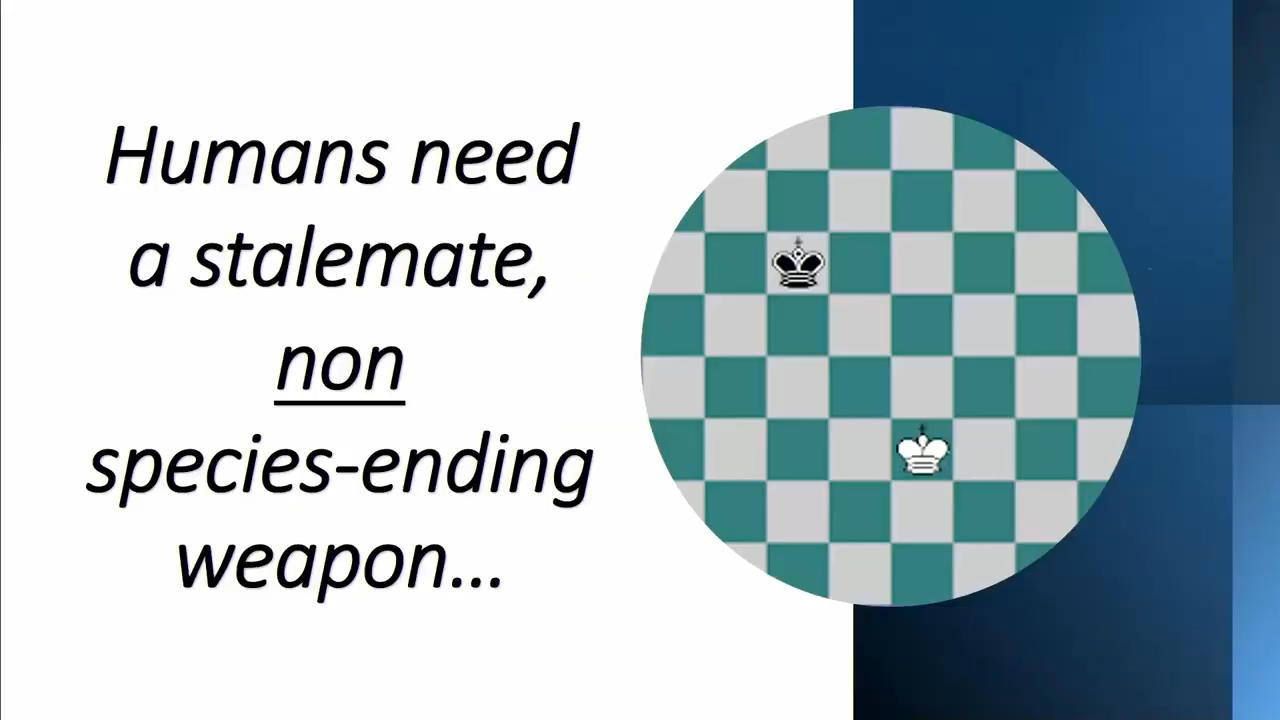 Humans need
a stalemate,
non
species-ending
weapon...